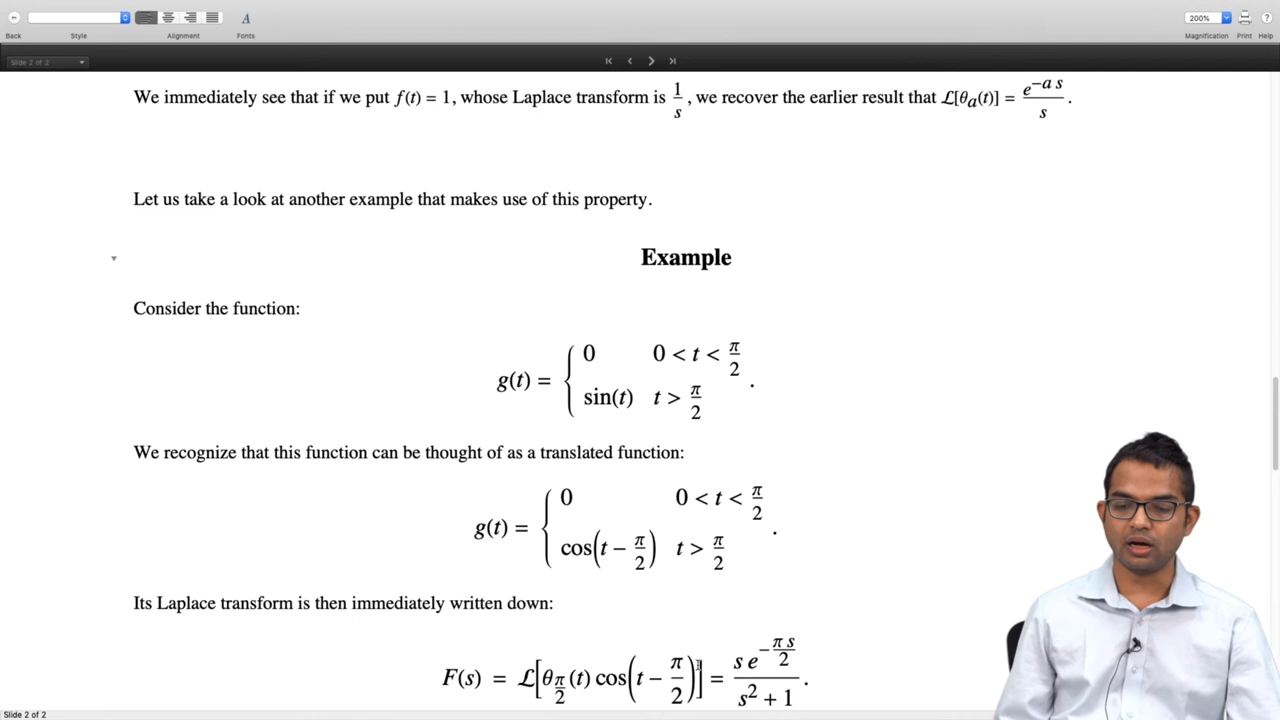 200%
Back Style Alignment Fonts Magnification Print Help
Slide 2 of 2
We immediately see that if we put f(t) = 1, whose Laplace transform is 1/s, we recover the earlier result that ℒ[θₐ(t)] = e^(-a s)/s.
Let us take a look at another example that makes use of this property.
Example
Consider the function:
g(t) = { 0 0 < t < π/2
sin(t) t > π/2 .
We recognize that this function can be thought of as a translated function:
g(t) = { 0 0 < t < π/2
cos(t − π/2) t > π/2 .
Its Laplace transform is then immediately written down:
F(s) = ℒ[θ_(π/2)(t) cos(t − π/2)] = s e^(−π s/2)/(s² + 1).
Slide 2 of 2